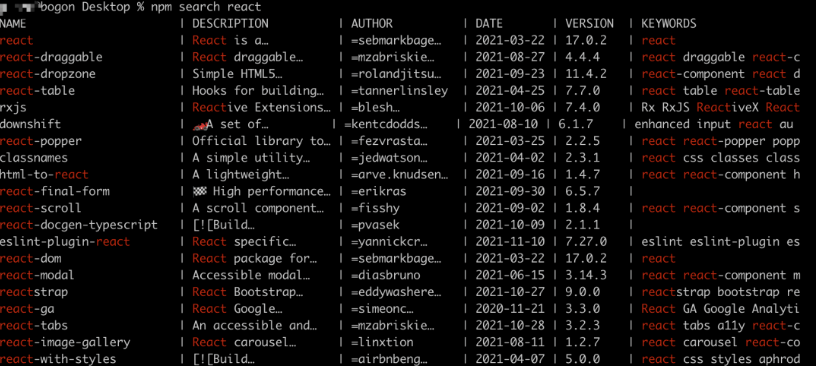 bogon Desktop % npm search react
NAME | DESCRIPTION | AUTHOR | DATE | VERSION | KEYWORDS
react | React is a… | =sebmarkbage… | 2021-03-22 | 17.0.2 | react
react-draggable | React draggable… | =mzabriskie… | 2021-08-27 | 4.4.4 | react draggable react-c
react-dropzone | Simple HTML5… | =rolandjitsu… | 2021-09-23 | 11.4.2 | react-component react d
react-table | Hooks for building… | =tannerlinsley | 2021-04-25 | 7.7.0 | react table react-table
rxjs | Reactive Extensions… | =blesh… | 2021-10-06 | 7.4.0 | Rx RxJS ReactiveX React
downshift | 🏎A set of… | =kentcdodds… | 2021-08-10 | 6.1.7 | enhanced input react au
react-popper | Official library to… | =fezvrasta… | 2021-03-25 | 2.2.5 | react react-popper popp
classnames | A simple utility… | =jedwatson… | 2021-04-02 | 2.3.1 | react css classes class
html-to-react | A lightweight… | =arve.knudsen… | 2021-09-16 | 1.4.7 | react react-component h
react-final-form | 🏁 High performance… | =erikras | 2021-09-30 | 6.5.7 |
react-scroll | A scroll component… | =fisshy | 2021-09-02 | 1.8.4 | react react-component s
react-docgen-typescript | [![Build… | =pvasek | 2021-10-09 | 2.1.1 |
eslint-plugin-react | React specific… | =yannickcr… | 2021-11-10 | 7.27.0 | eslint eslint-plugin es
react-dom | React package for… | =sebmarkbage… | 2021-03-22 | 17.0.2 | react
react-modal | Accessible modal… | =diasbruno | 2021-06-15 | 3.14.3 | react react-component m
reactstrap | React Bootstrap… | =eddywashere… | 2021-10-27 | 9.0.0 | reactstrap bootstrap re
react-ga | React Google… | =simeonc… | 2020-11-21 | 3.3.0 | React GA Google Analyti
react-tabs | An accessible and… | =mzabriskie… | 2021-10-28 | 3.2.3 | react tabs a11y react-c
react-image-gallery | React carousel… | =linxtion | 2021-08-11 | 1.2.7 | react carousel react-co
react-with-styles | [![Build… | =airbnbeng… | 2021-04-07 | 5.0.0 | react css styles aphrod